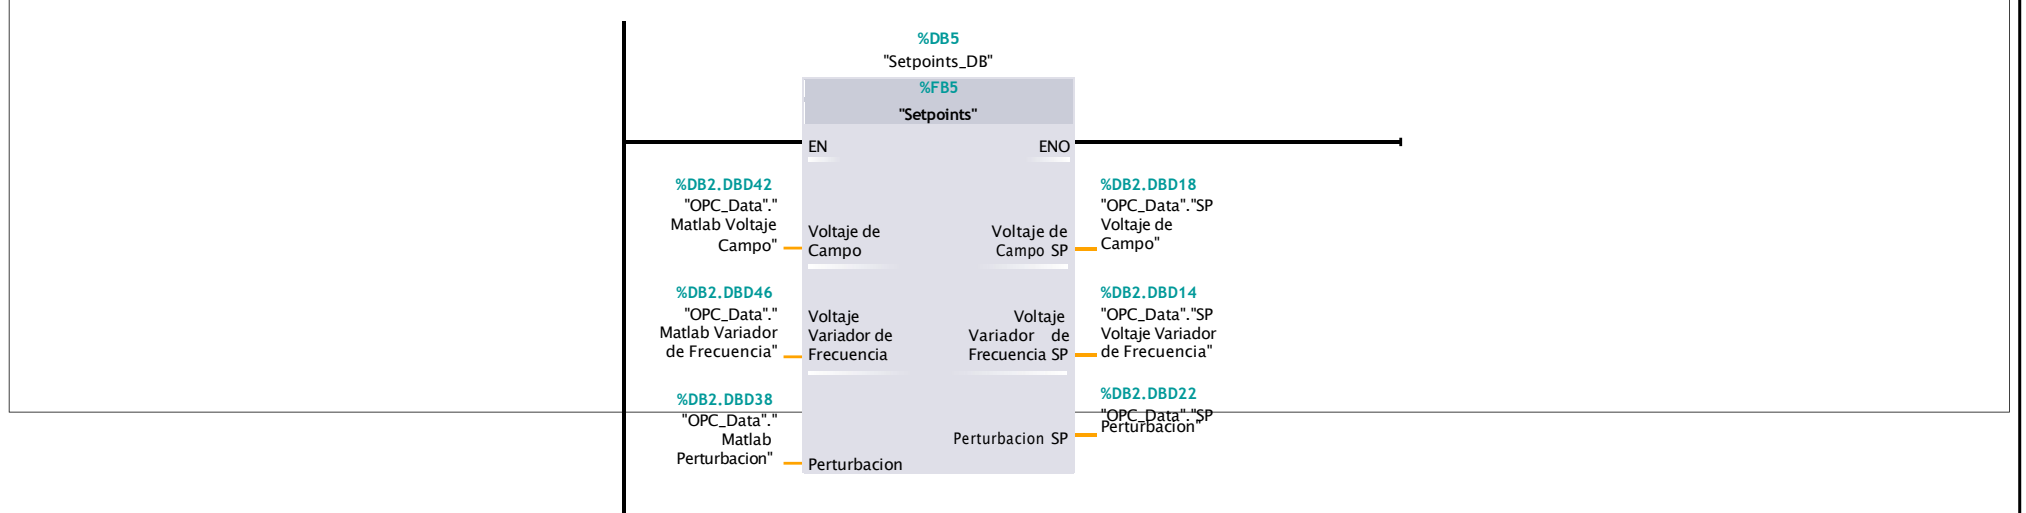 %DB5
"Setpoints_DB"
%FB5
"Setpoints"
EN
ENO
%DB2.DBD42
"OPC_Data"."
Matlab Voltaje
Campo"
Voltaje de
Campo
Voltaje de
Campo SP
%DB2.DBD18
"OPC_Data"."SP
Voltaje de
Campo"
%DB2.DBD46
"OPC_Data"."
Matlab Variador
de Frecuencia"
Voltaje
Variador de
Frecuencia
Voltaje
Variador de
Frecuencia SP
%DB2.DBD14
"OPC_Data"."SP
Voltaje Variador
de Frecuencia"
%DB2.DBD38
"OPC_Data"."
Matlab
Perturbacion"
Perturbacion
Perturbacion SP
%DB2.DBD22
"OPC_Data"."SP
Perturbacion"